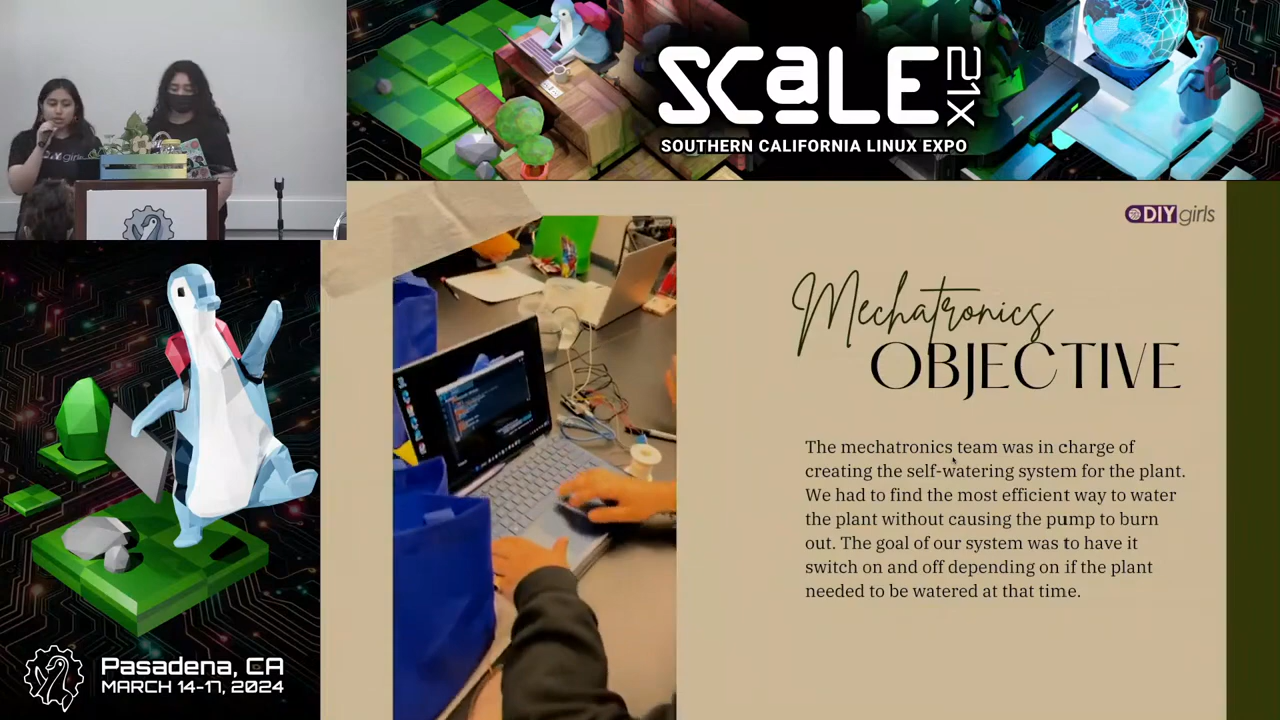 SCaLE 21X
SOUTHERN CALIFORNIA LINUX EXPO
DIY girls
Mechatronics
OBJECTIVE
The mechatronics team was in charge of
creating the self-watering system for the plant.
We had to find the most efficient way to water
the plant without causing the pump to burn
out. The goal of our system was to have it
switch on and off depending on if the plant
needed to be watered at that time.
Pasadena, CA
MARCH 14-17, 2024